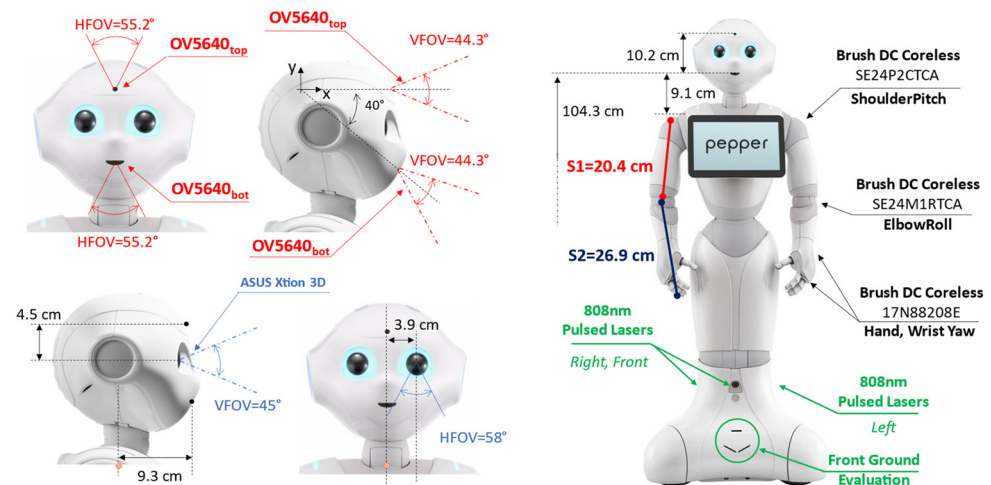 HFOV=55.2°
OV5640top
OV5640bot
HFOV=55.2°
OV5640top
VFOV=44.3°
y
x
40°
VFOV=44.3°
OV5640bot
ASUS Xtion 3D
4.5 cm
VFOV=45°
9.3 cm
3.9 cm
HFOV=58°
10.2 cm
9.1 cm
104.3 cm
pepper
S1=20.4 cm
S2=26.9 cm
Brush DC Coreless
SE24P2CTCA
ShoulderPitch
Brush DC Coreless
SE24M1RTCA
ElbowRoll
Brush DC Coreless
17N88208E
Hand, Wrist Yaw
808nm
Pulsed Lasers
Right, Front
808nm
Pulsed Lasers
Left
Front Ground
Evaluation